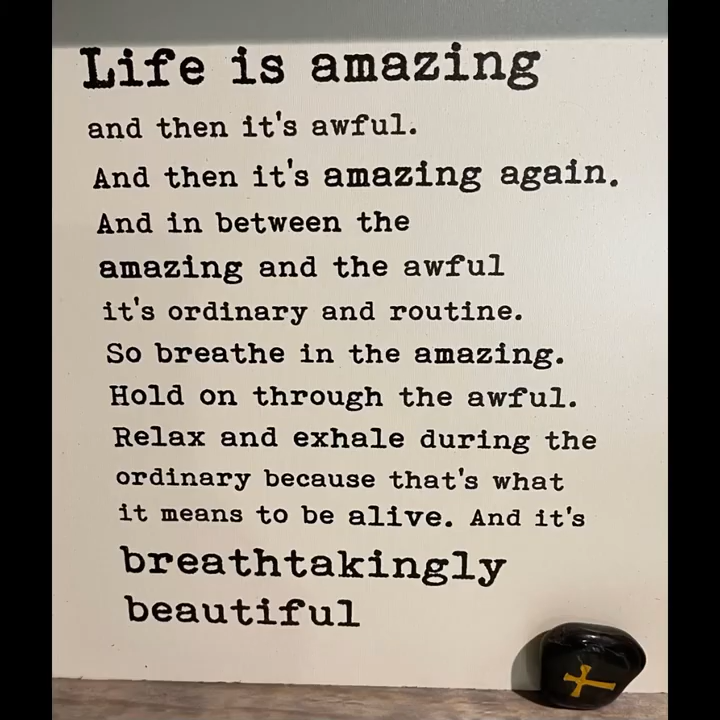 Life is amazing
and then it's awful.
And then it's amazing again.
And in between the
amazing and the awful
it's ordinary and routine.
So breathe in the amazing.
Hold on through the awful.
Relax and exhale during the
ordinary because that's what
it means to be alive. And it's
breathtakingly
beautiful